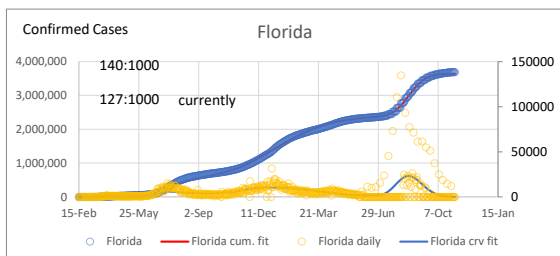 Confirmed Cases
Florida
140:1000
127:1000 currently
4,000,000
3,000,000
2,000,000
1,000,000
0
150000
100000
50000
0
15-Feb 25-May 2-Sep 11-Dec 21-Mar 29-Jun 7-Oct 15-Jan
Florida Florida cum. fit Florida daily Florida crv fit